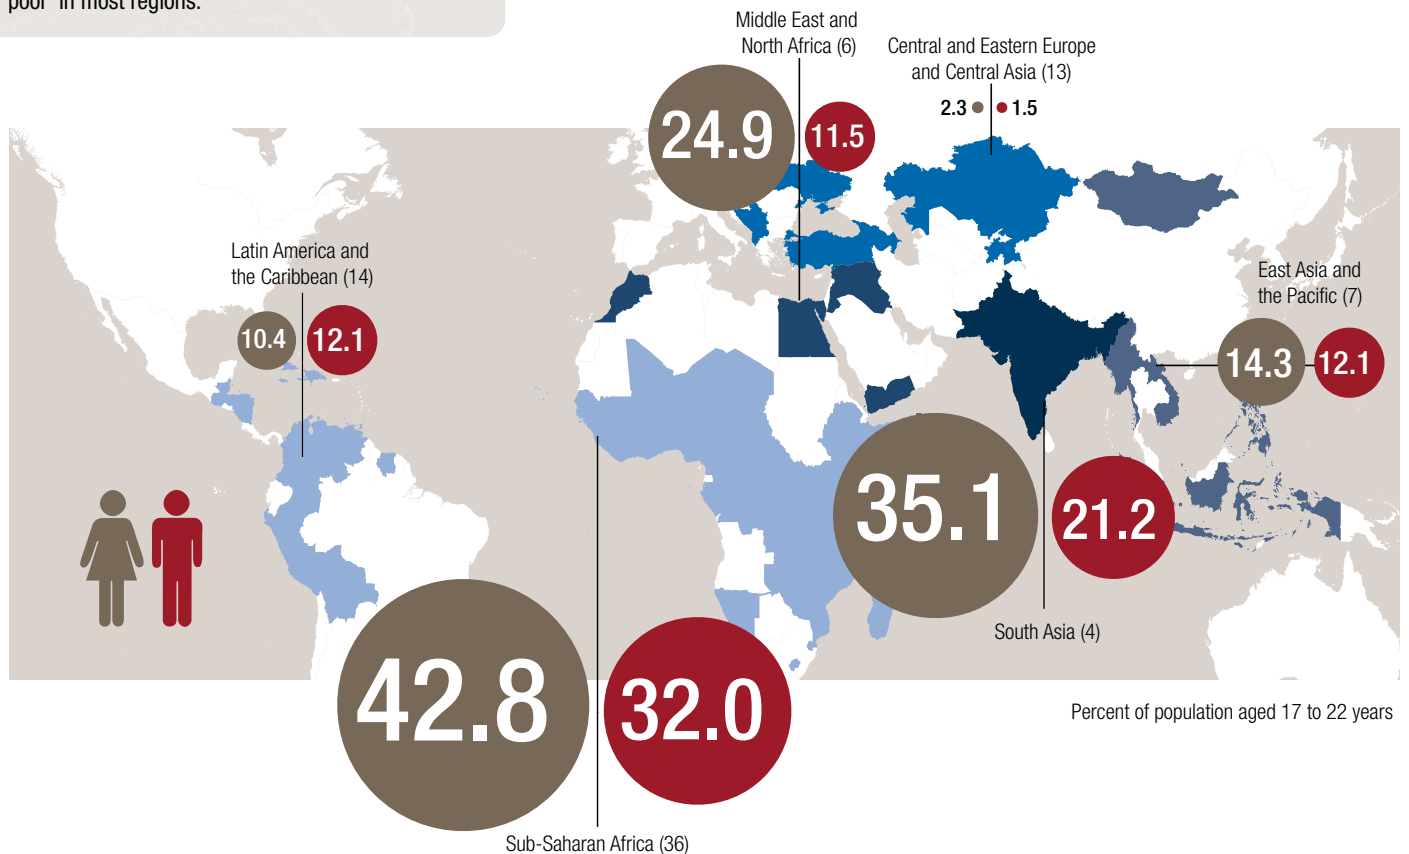 poor” in most regions.
Middle East and
North Africa (6)
24.9
11.5
Central and Eastern Europe
and Central Asia (13)
2.3
1.5
Latin America and
the Caribbean (14)
10.4
12.1
East Asia and
the Pacific (7)
14.3
12.1
35.1
21.2
South Asia (4)
42.8
32.0
Sub-Saharan Africa (36)
Percent of population aged 17 to 22 years